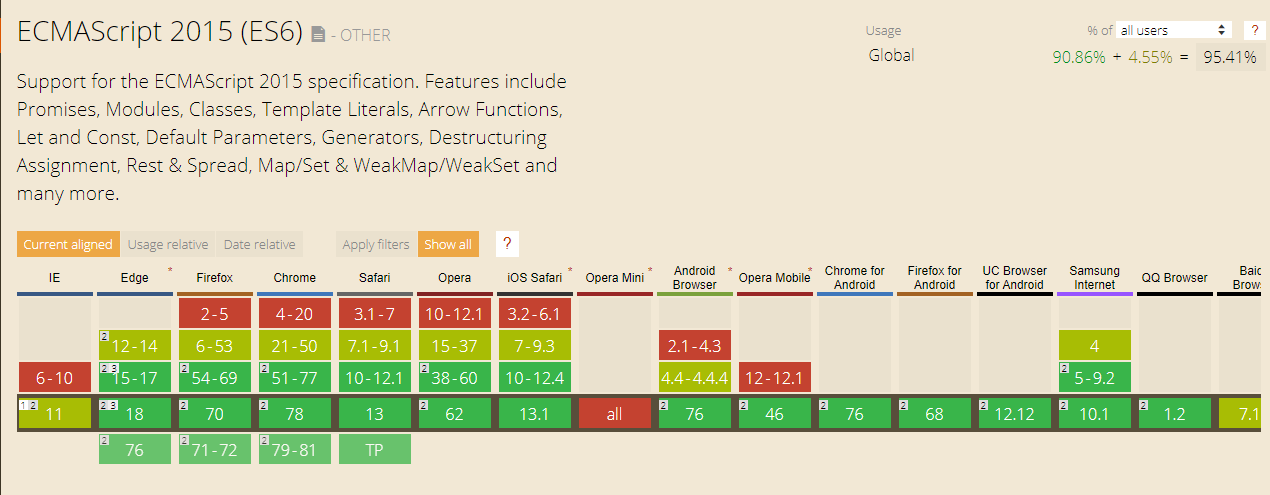 ECMAScript 2015 (ES6) - OTHER
Usage % of all users ?
Global 90.86% + 4.55% = 95.41%
Support for the ECMAScript 2015 specification. Features include
Promises, Modules, Classes, Template Literals, Arrow Functions,
Let and Const, Default Parameters, Generators, Destructuring
Assignment, Rest & Spread, Map/Set & WeakMap/WeakSet and
many more.
Current aligned Usage relative Date relative Apply filters Show all ?
IE Edge * Firefox Chrome Safari Opera iOS Safari * Opera Mini * Android Browser * Opera Mobile * Chrome for Android Firefox for Android UC Browser for Android Samsung Internet QQ Browser Baid Brows
2-5 4-20 3.1-7 10-12.1 3.2-6.1
2 12-14 6-53 21-50 7.1-9.1 15-37 7-9.3 2.1-4.3 4
6-10 2 3 15-17 2 54-69 2 51-77 10-12.1 2 38-60 10-12.4 4.4-4.4.4 12-12.1 2 5-9.2
1 2 11 2 3 18 2 70 2 78 13 2 62 13.1 all 2 76 2 46 2 76 2 68 2 12.12 2 10.1 2 1.2 7.1
2 76 2 71-72 2 79-81 TP